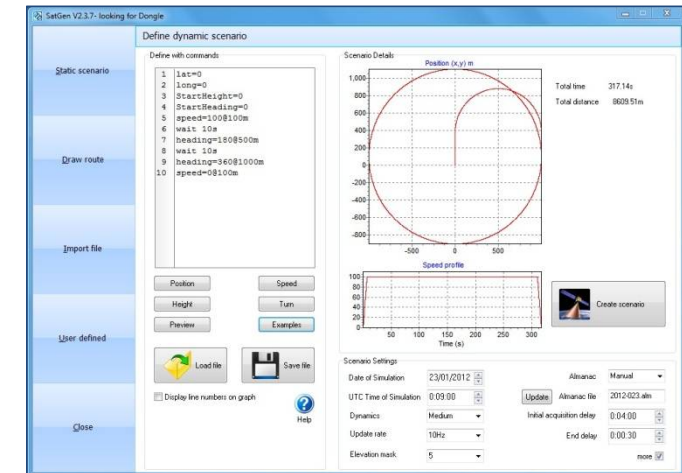 SatGen V2.3.7- looking for Dongle
Static scenario
Draw route
Import file
User defined
Close
Define dynamic scenario
Define with commands
1 lat=0
2 long=0
3 StartHeight=0
4 StartHeading=0
5 speed=100@100m
6 wait 10s
7 heading=180@500m
8 wait 10s
9 heading=360@1000m
10 speed=0@100m
Position Speed
Height Turn
Preview Examples
Load file Save file
Display line numbers on graph
Help
Scenario Details
Position (x,y) m
1,000
800
600
400
200
0
-200
-400
-600
-800
-500 0 500
Total time 317.14s
Total distance 8609.51m
Speed profile
100
80
60
40
20
0
50 100 150 200 250 300
Time (s)
Create scenario
Scenario Settings
Date of Simulation 23/01/2012 Almanac Manual
UTC Time of Simulation 0:09:00 Update Almanac file 2012-023.alm
Dynamics Medium Initial acquisition delay 0:04:00
Update rate 10Hz End delay 0:00:30
Elevation mask 5 more